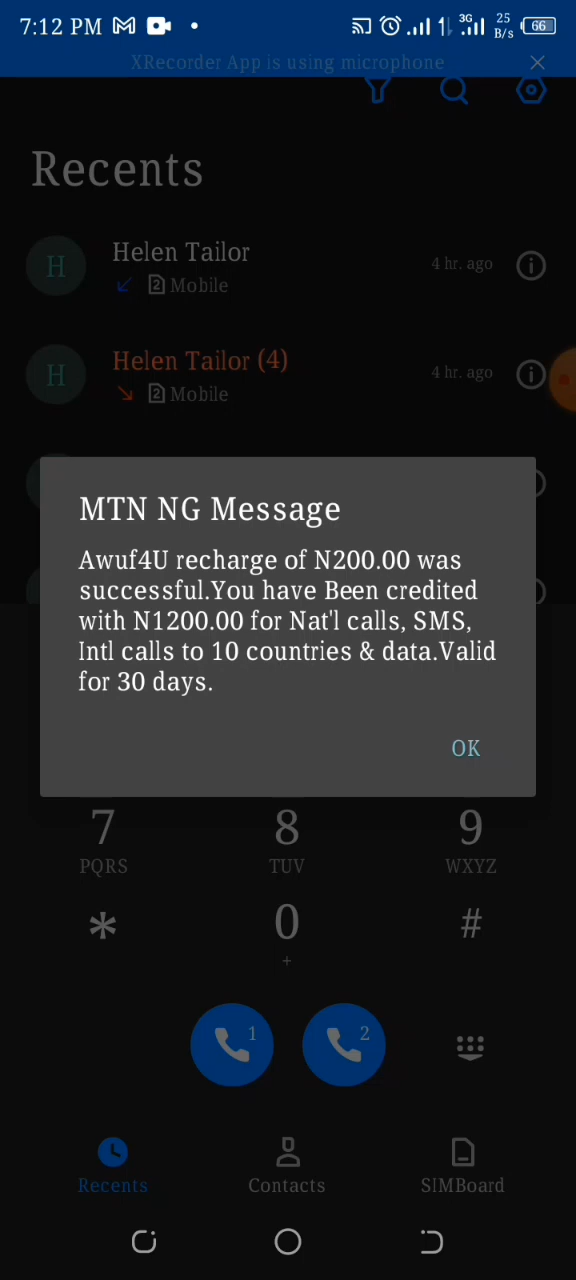 7:12 PM
3G
25 B/s
66
XRecorder App is using microphone
Recents
H
Helen Tailor
2 Mobile
4 hr. ago
H
Helen Tailor (4)
2 Mobile
4 hr. ago
MTN NG Message
Awuf4U recharge of N200.00 was
successful.You have Been credited
with N1200.00 for Nat'l calls, SMS,
Intl calls to 10 countries & data.Valid
for 30 days.
OK
7 8 9
PQRS TUV WXYZ
* 0 #
+
1 2
Recents Contacts SIMBoard